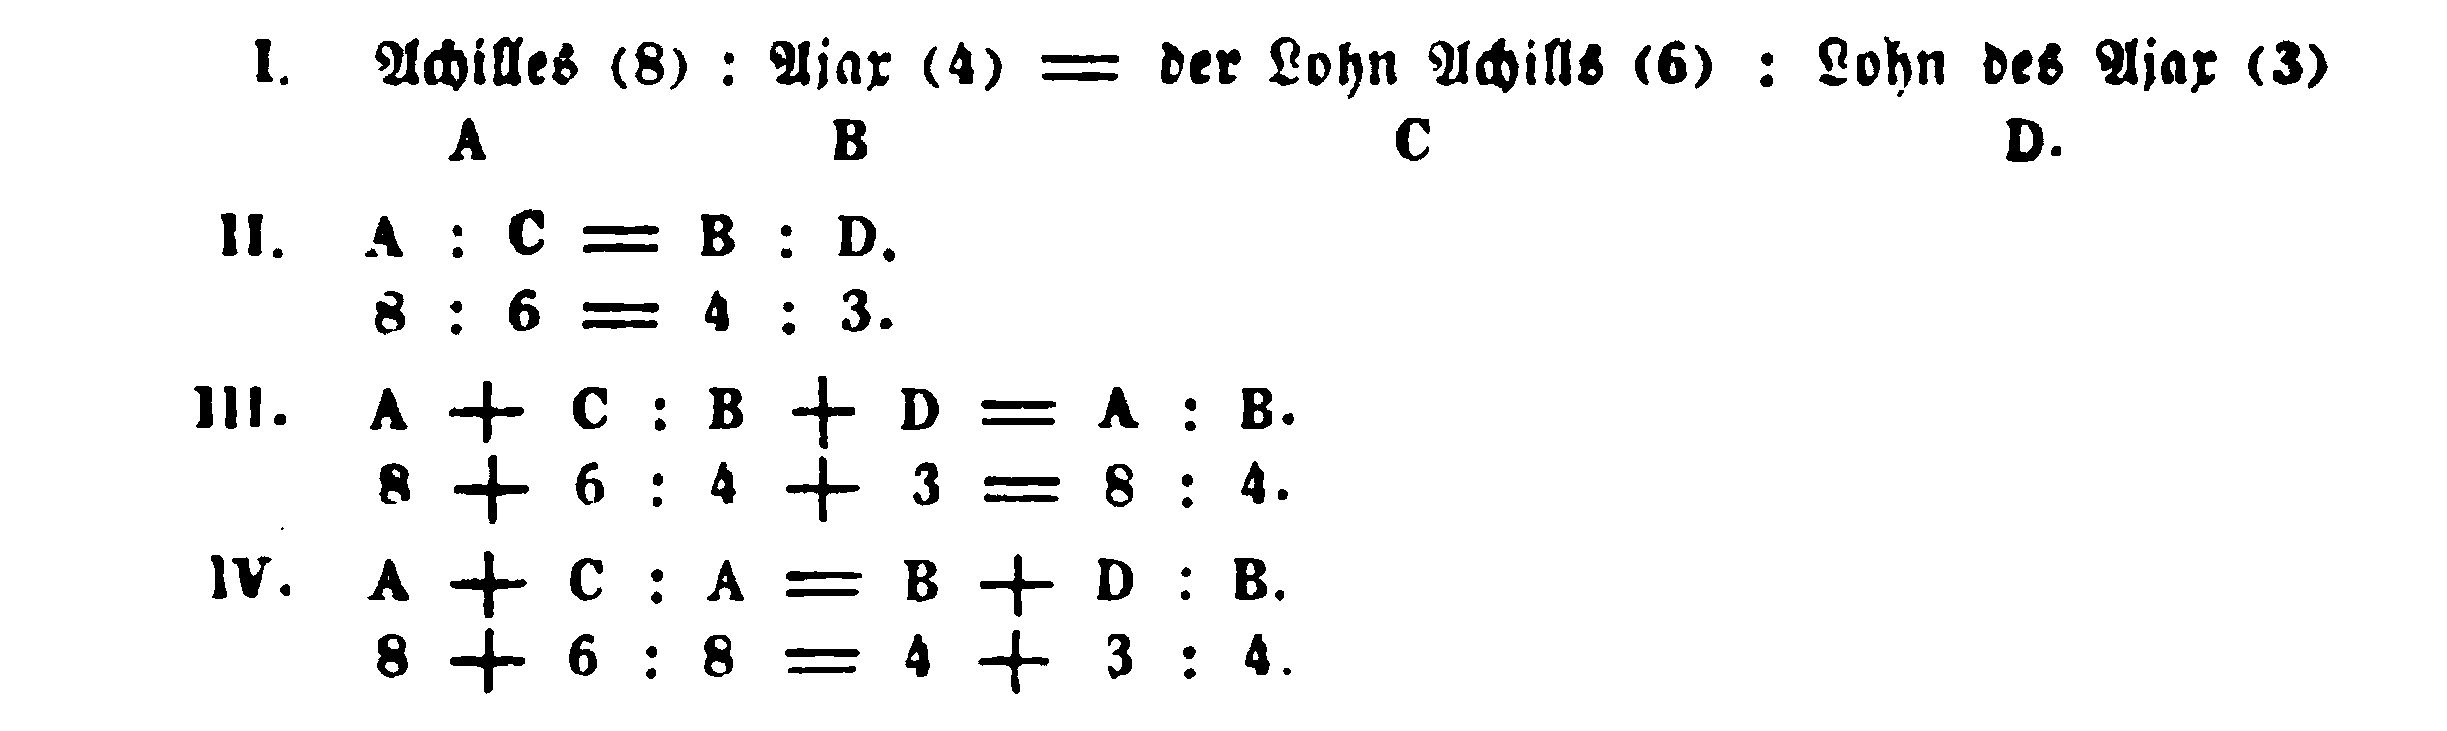 I. Achilles (8) : Ajax (4) = der Lohn Achills (6) : Lohn des Ajax (3)
A B C D.
II. A : C = B : D.
8 : 6 = 4 : 3.
III. A + C : B + D = A : B.
8 + 6 : 4 + 3 = 8 : 4.
IV. A + C : A = B + D : B.
8 + 6 : 8 = 4 + 3 : 4.